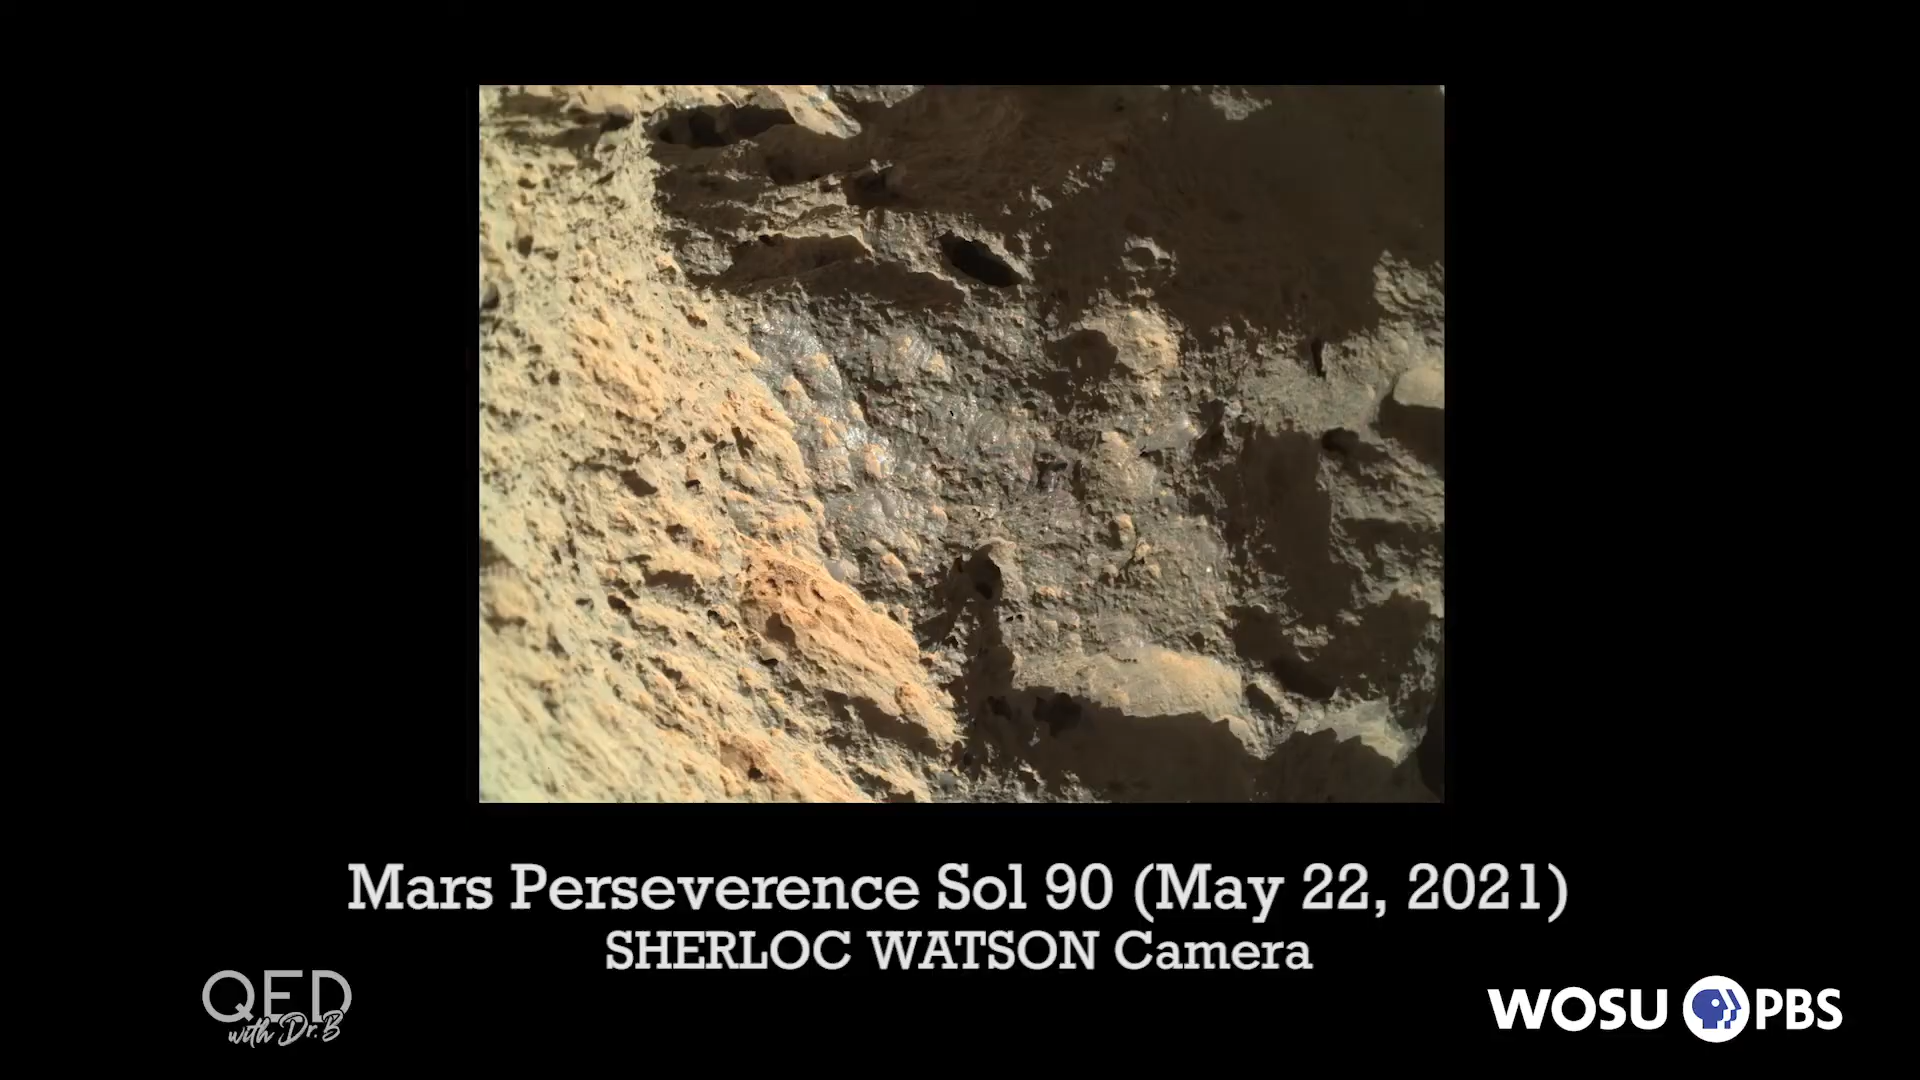 Mars Perseverence Sol 90 (May 22, 2021)
SHERLOC WATSON Camera
QED
with Dr. B
WOSU PBS